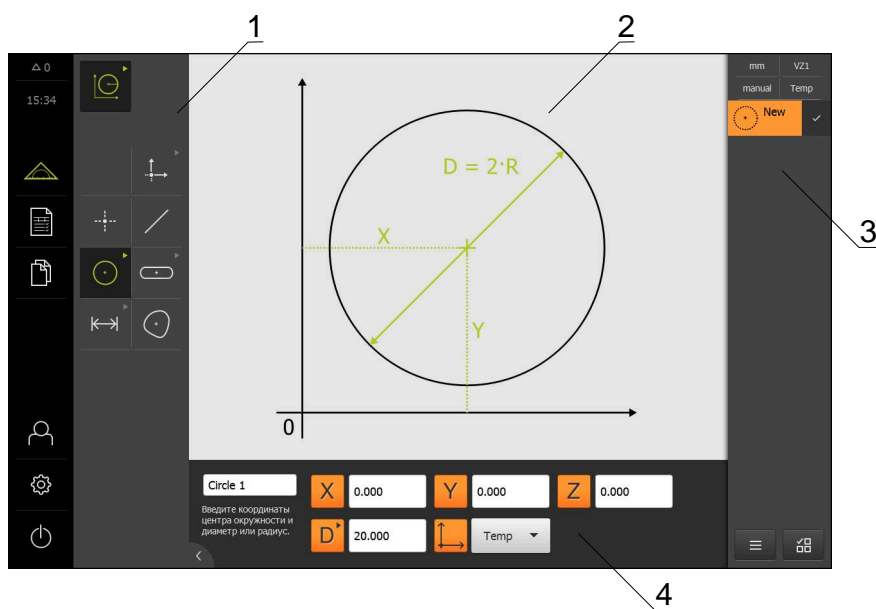 1
2
△ 0
15:34
mm
VZ1
manual
Temp
New
D = 2·R
X
Y
3
0
Circle 1
X
0.000
Y
0.000
Z
0.000
Введите координаты
центра окружности и
диаметр или радиус.
D
20.000
Temp
4